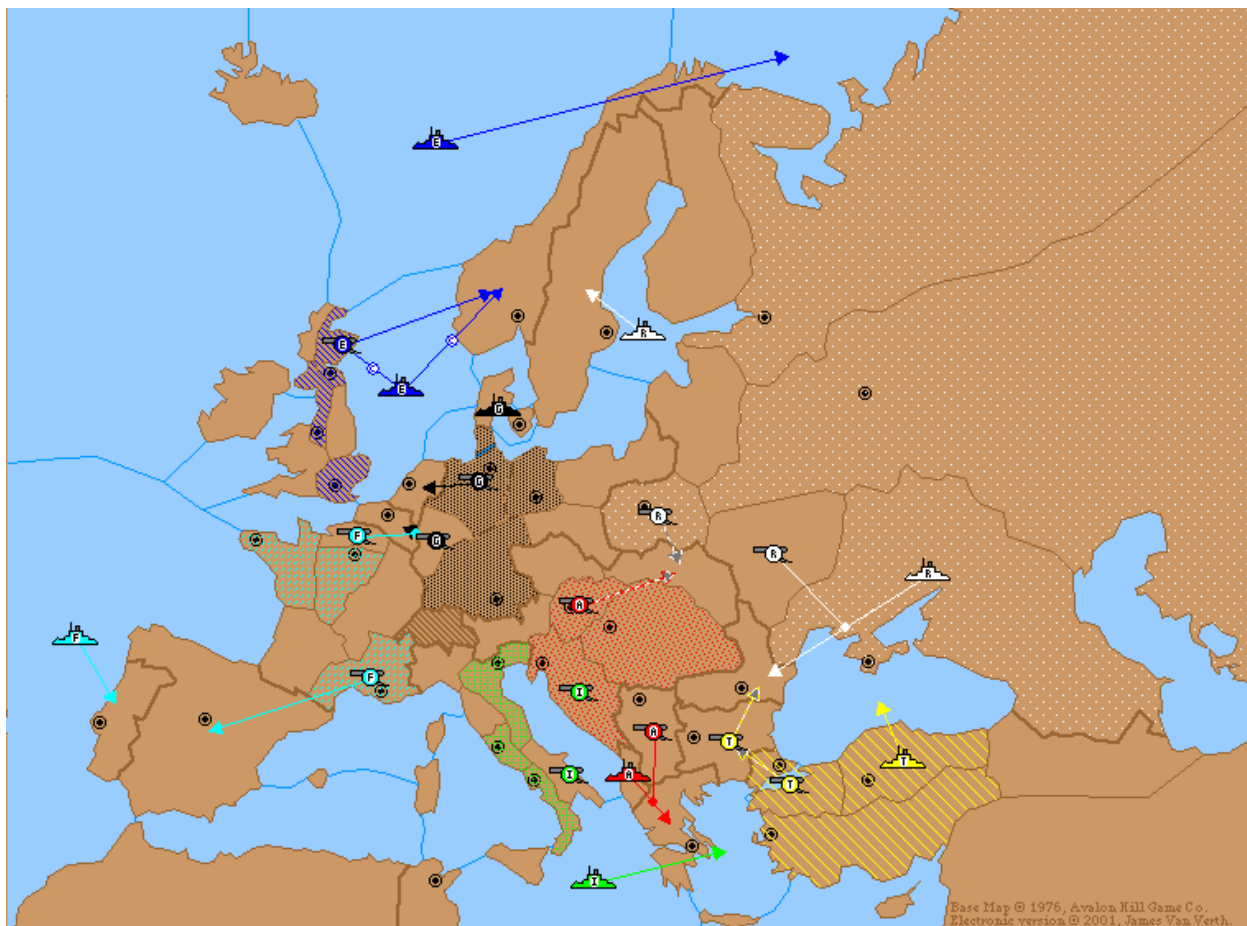 E
C
E
R
C
E
G
G
R
F
G
R
R
A
F
F
I
A
T
T
A
I
T
I
Base Map © 1976, Avalon Hill Game Co.
Electronic version © 2001, James Van Verth.